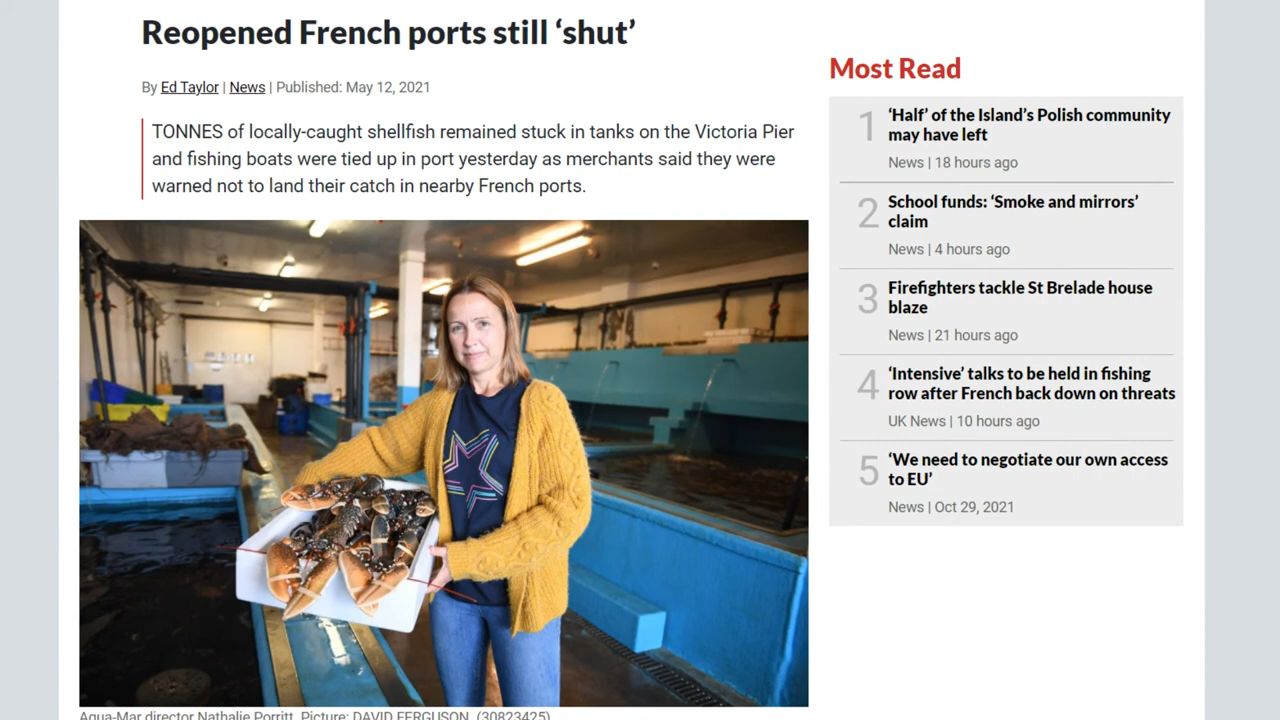 Reopened French ports still ‘shut’
By Ed Taylor | News | Published: May 12, 2021
TONNES of locally-caught shellfish remained stuck in tanks on the Victoria Pier
and fishing boats were tied up in port yesterday as merchants said they were
warned not to land their catch in nearby French ports.
Aqua-Mar director Nathalie Porritt. Picture: DAVID FERGUSON. (30823425)
Most Read
1
‘Half’ of the Island’s Polish community
may have left
News | 18 hours ago
2
School funds: ‘Smoke and mirrors’
claim
News | 4 hours ago
3
Firefighters tackle St Brelade house
blaze
News | 21 hours ago
4
‘Intensive’ talks to be held in fishing
row after French back down on threats
UK News | 10 hours ago
5
‘We need to negotiate our own access
to EU’
News | Oct 29, 2021